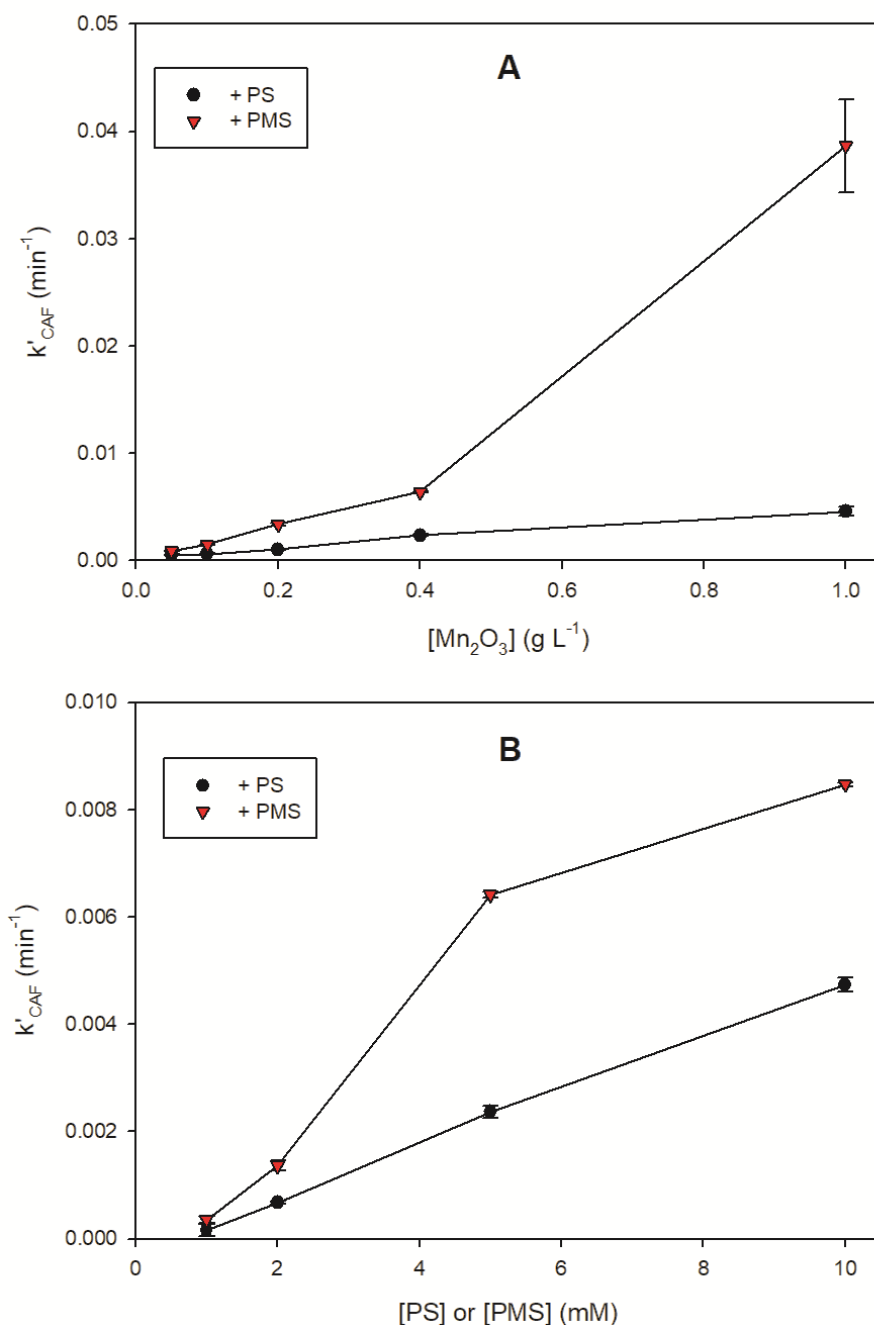 A
+ PS
+ PMS
0.05
0.04
0.03
0.02
0.01
0.00
k'CAF (min-1)
0.0 0.2 0.4 0.6 0.8 1.0
[Mn2O3] (g L-1)
B
+ PS
+ PMS
0.010
0.008
0.006
0.004
0.002
0.000
k'CAF (min-1)
0 2 4 6 8 10
[PS] or [PMS] (mM)